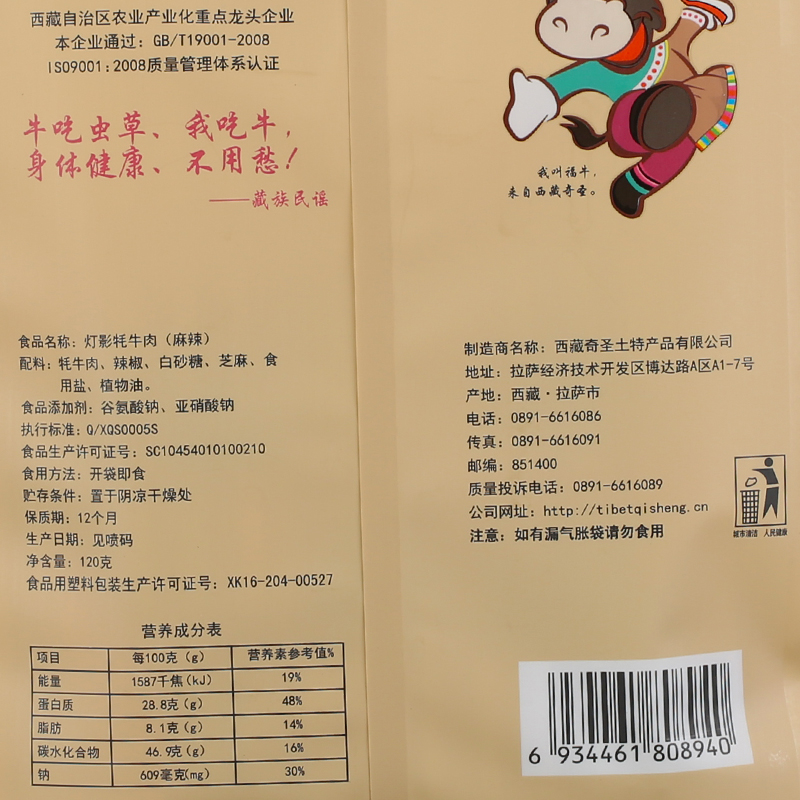 西藏自治区农业产业化重点龙头企业
本企业通过：GB/T19001-2008
ISO9001:2008质量管理体系认证
牛吃虫草、我吃牛，
身体健康、不用愁！
——藏族民谣
食品名称：灯影牦牛肉（麻辣）
配料：牦牛肉、辣椒、白砂糖、芝麻、食
用盐、植物油。
食品添加剂：谷氨酸钠、亚硝酸钠
执行标准：Q/XQS0005S
食品生产许可证号：SC10454010100210
食用方法：开袋即食
贮存条件：置于阴凉干燥处
保质期：12个月
生产日期：见喷码
净含量：120克
食品用塑料包装生产许可证号：XK16-204-00527
营养成分表
项目 每100克（g） 营养素参考值%
能量 1587千焦（kJ） 19%
蛋白质 28.8克（g） 48%
脂肪 8.1克（g） 14%
碳水化合物 46.9克（g） 16%
钠 609毫克(mg) 30%
我叫福牛，
来自西藏奇圣。
制造商名称：西藏奇圣土特产品有限公司
地址：拉萨经济技术开发区博达路A区A1-7号
产地：西藏·拉萨市
电话：0891-6616086
传真：0891-6616091
邮编：851400
质量投诉电话：0891-6616089
公司网址：http://tibetqisheng.cn
注意：如有漏气胀袋请勿食用
城市清洁 人民健康
6 934461 808940